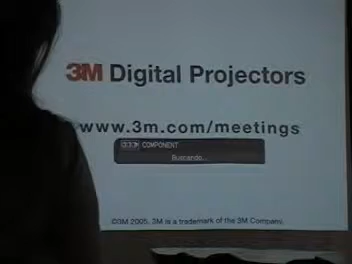 3M Digital Projectors
www.3m.com/meetings
COMPONENT
Buscando...
©3M 2005. 3M is a trademark of the 3M Company.